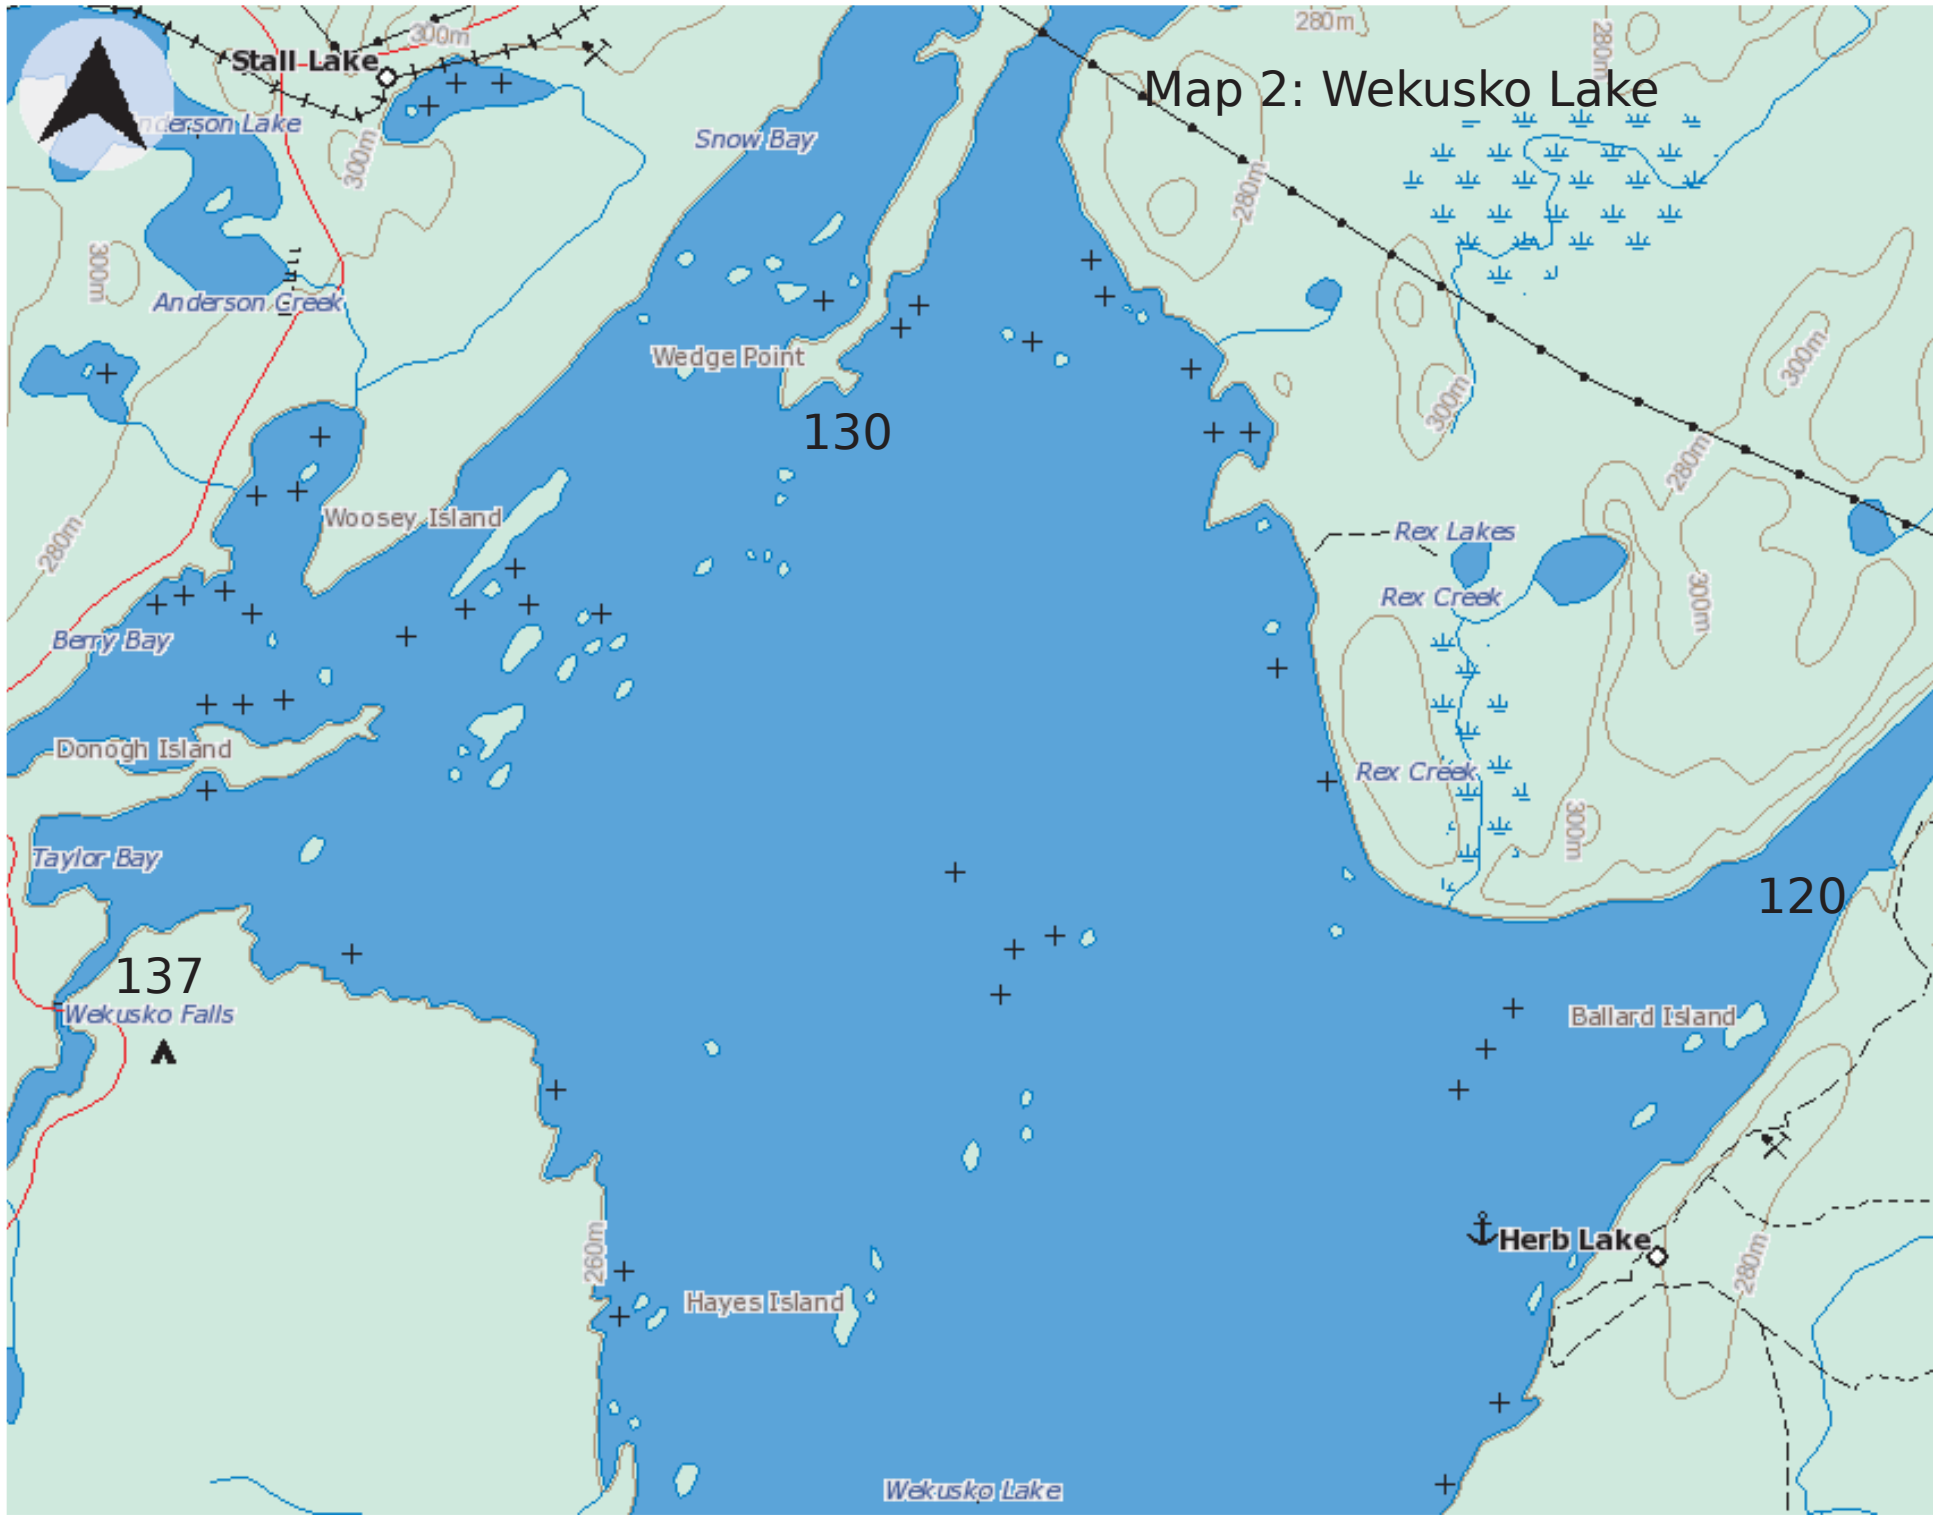 280m
280m
300m
Stall Lake
Map 2: Wekusko Lake
nderson Lake
Snow Bay
300m
280m
300m
Anderson Creek
Wedge Point
300m
300m
130
280m
Woosey Island
280m
Rex Lakes
Rex Creek
300m
Berry Bay
Donogh Island
Rex Creek
300m
Taylor Bay
120
137
Wekusko Falls
Ballard Island
260m
Herb Lake
280m
Hayes Island
Wekusko Lake